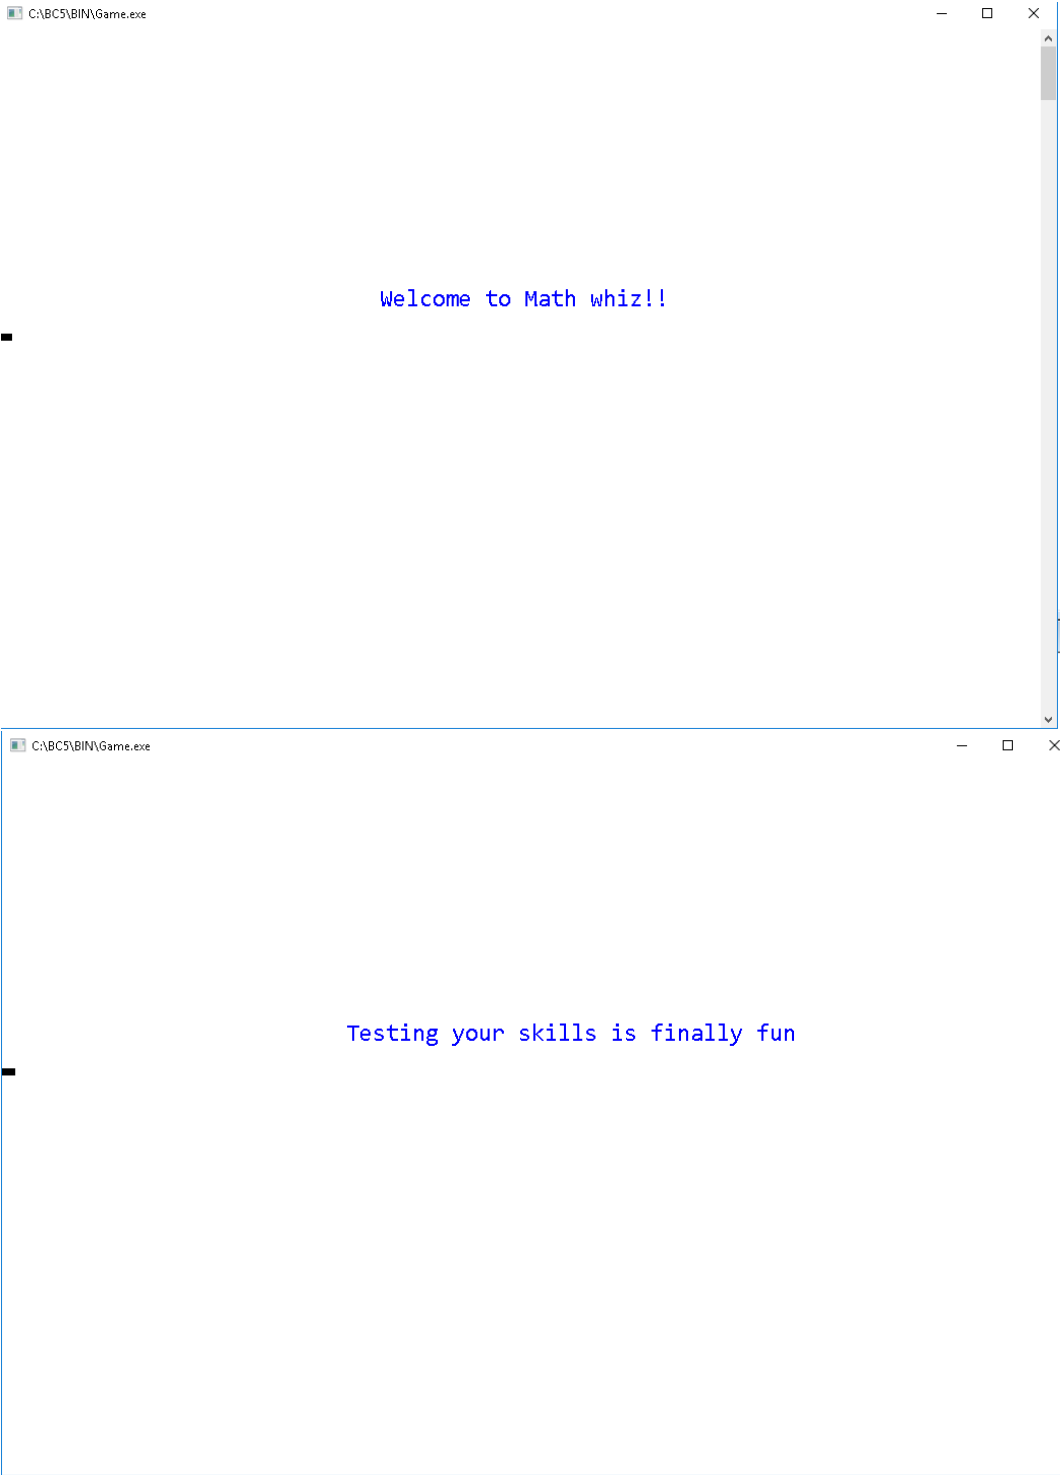 C:\BC5\BIN\Game.exe
Welcome to Math whiz!!
C:\BC5\BIN\Game.exe
Testing your skills is finally fun